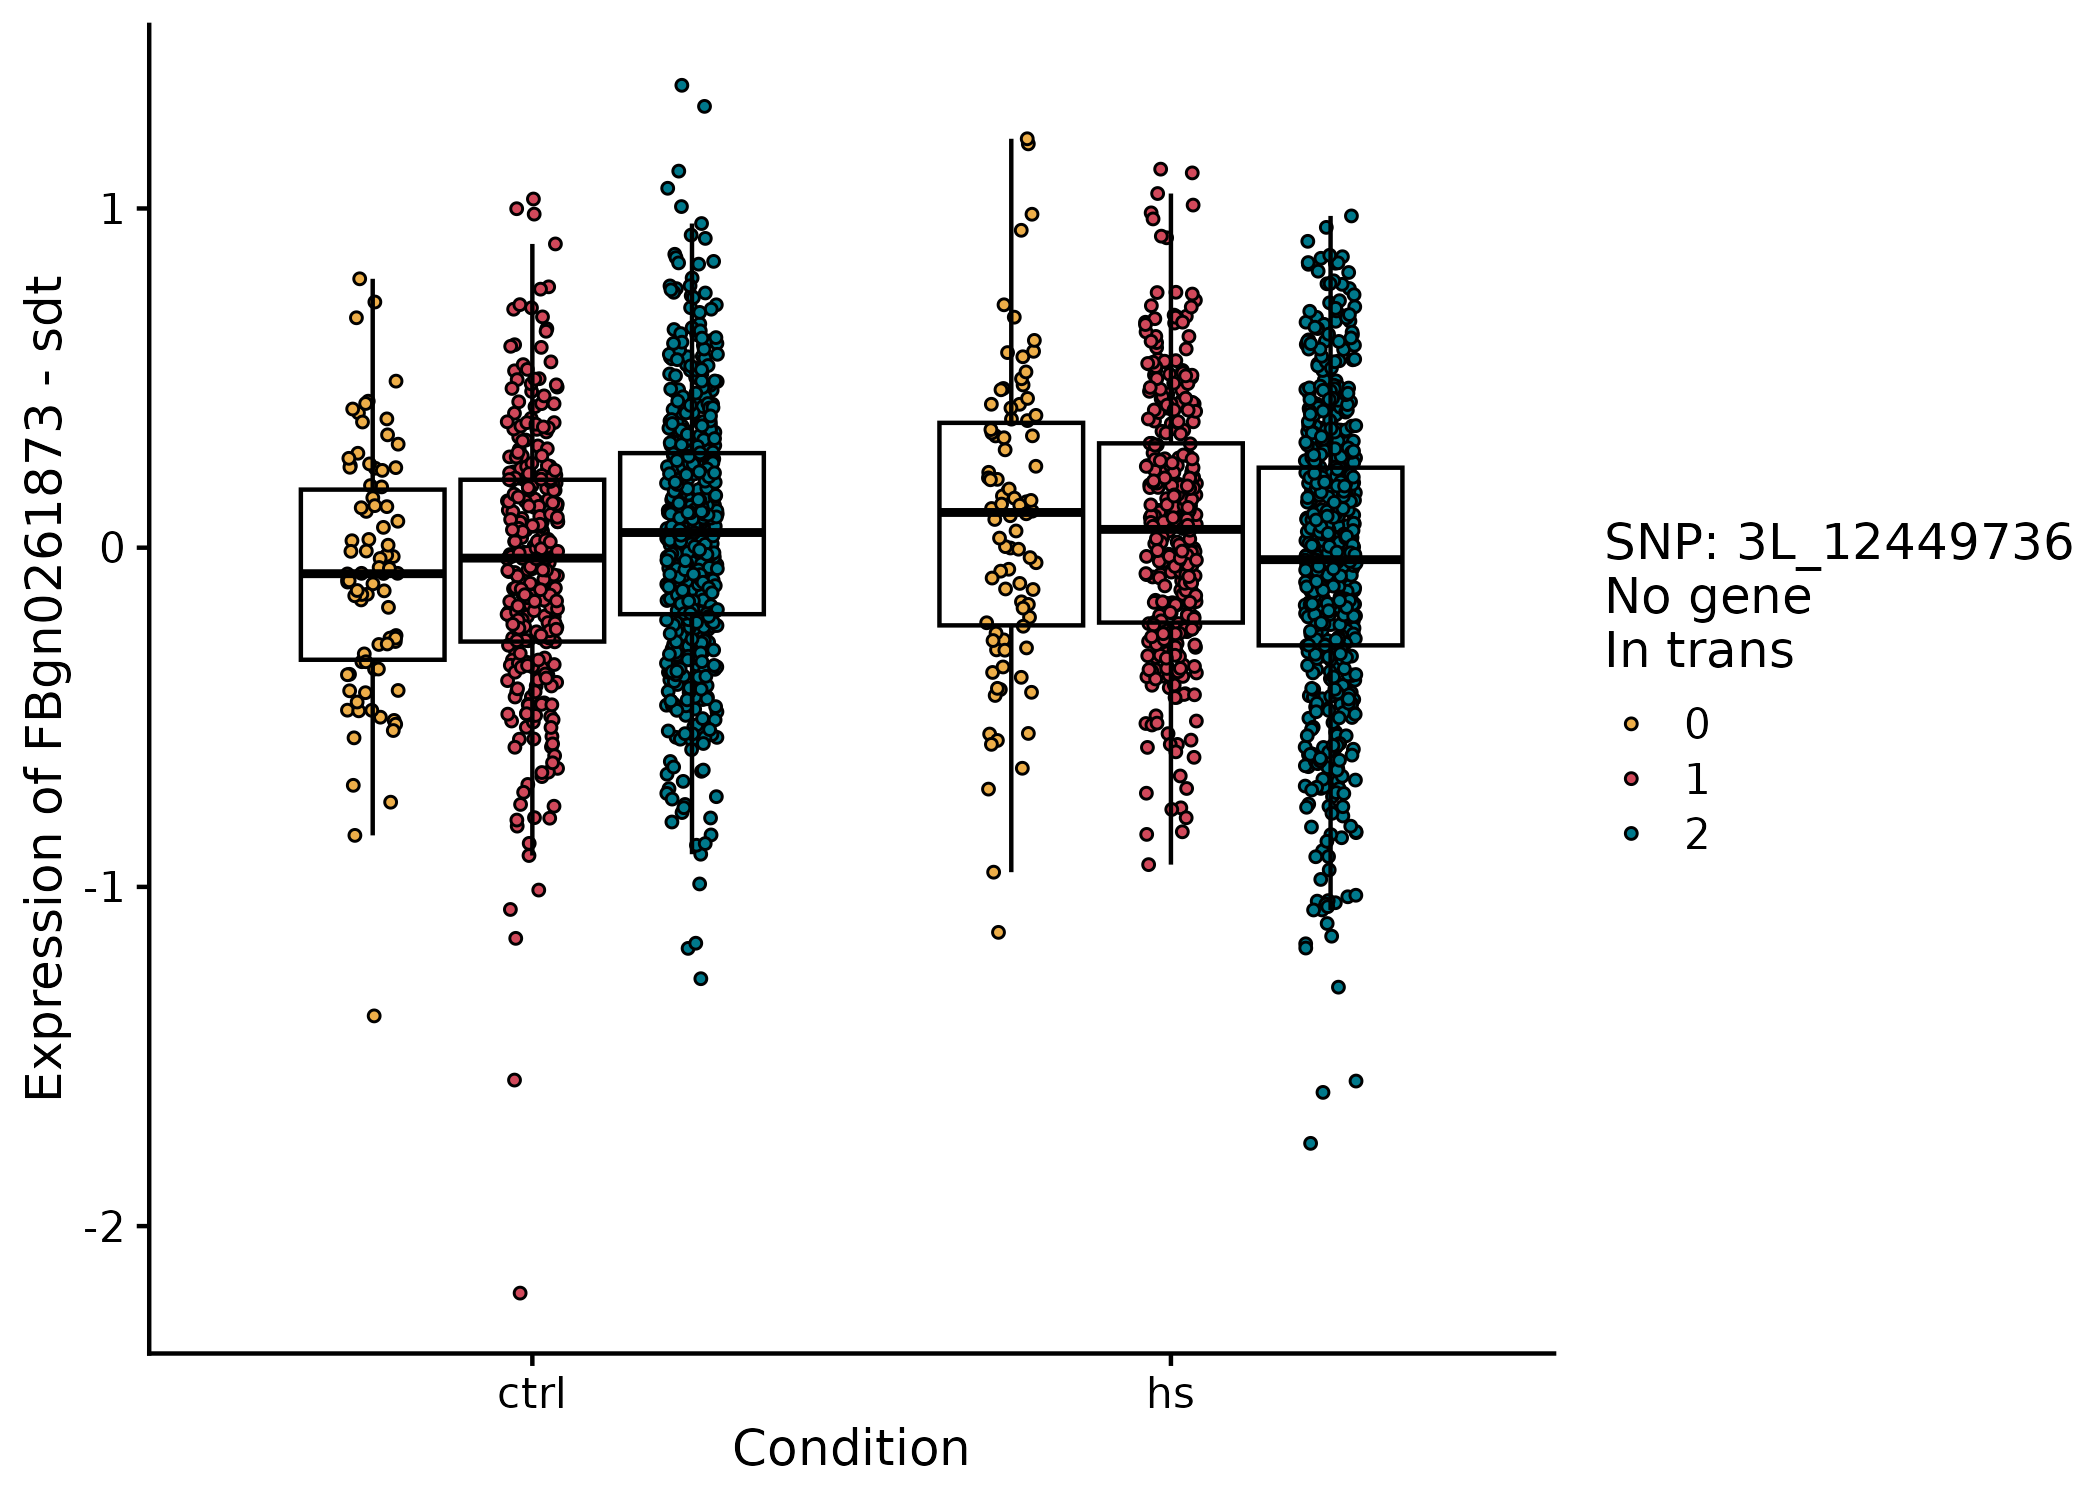 Expression of FBgn0261873 - sdt
1
0
-1
-2
ctrl
hs
Condition
SNP: 3L_12449736
No gene
In trans
0
1
2